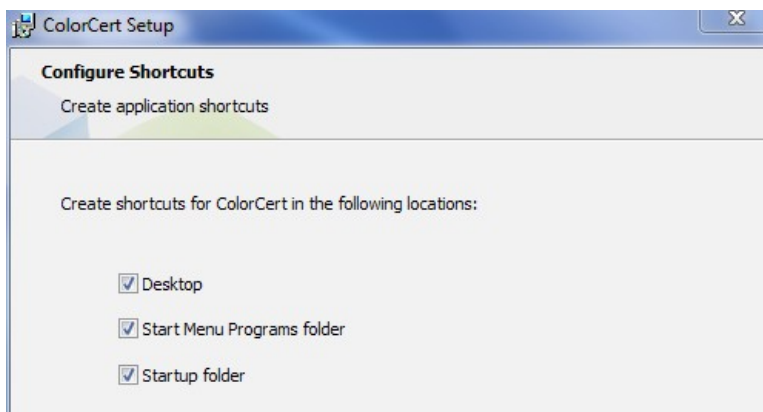 ColorCert Setup
Configure Shortcuts
Create application shortcuts
Create shortcuts for ColorCert in the following locations:
Desktop
Start Menu Programs folder
Startup folder